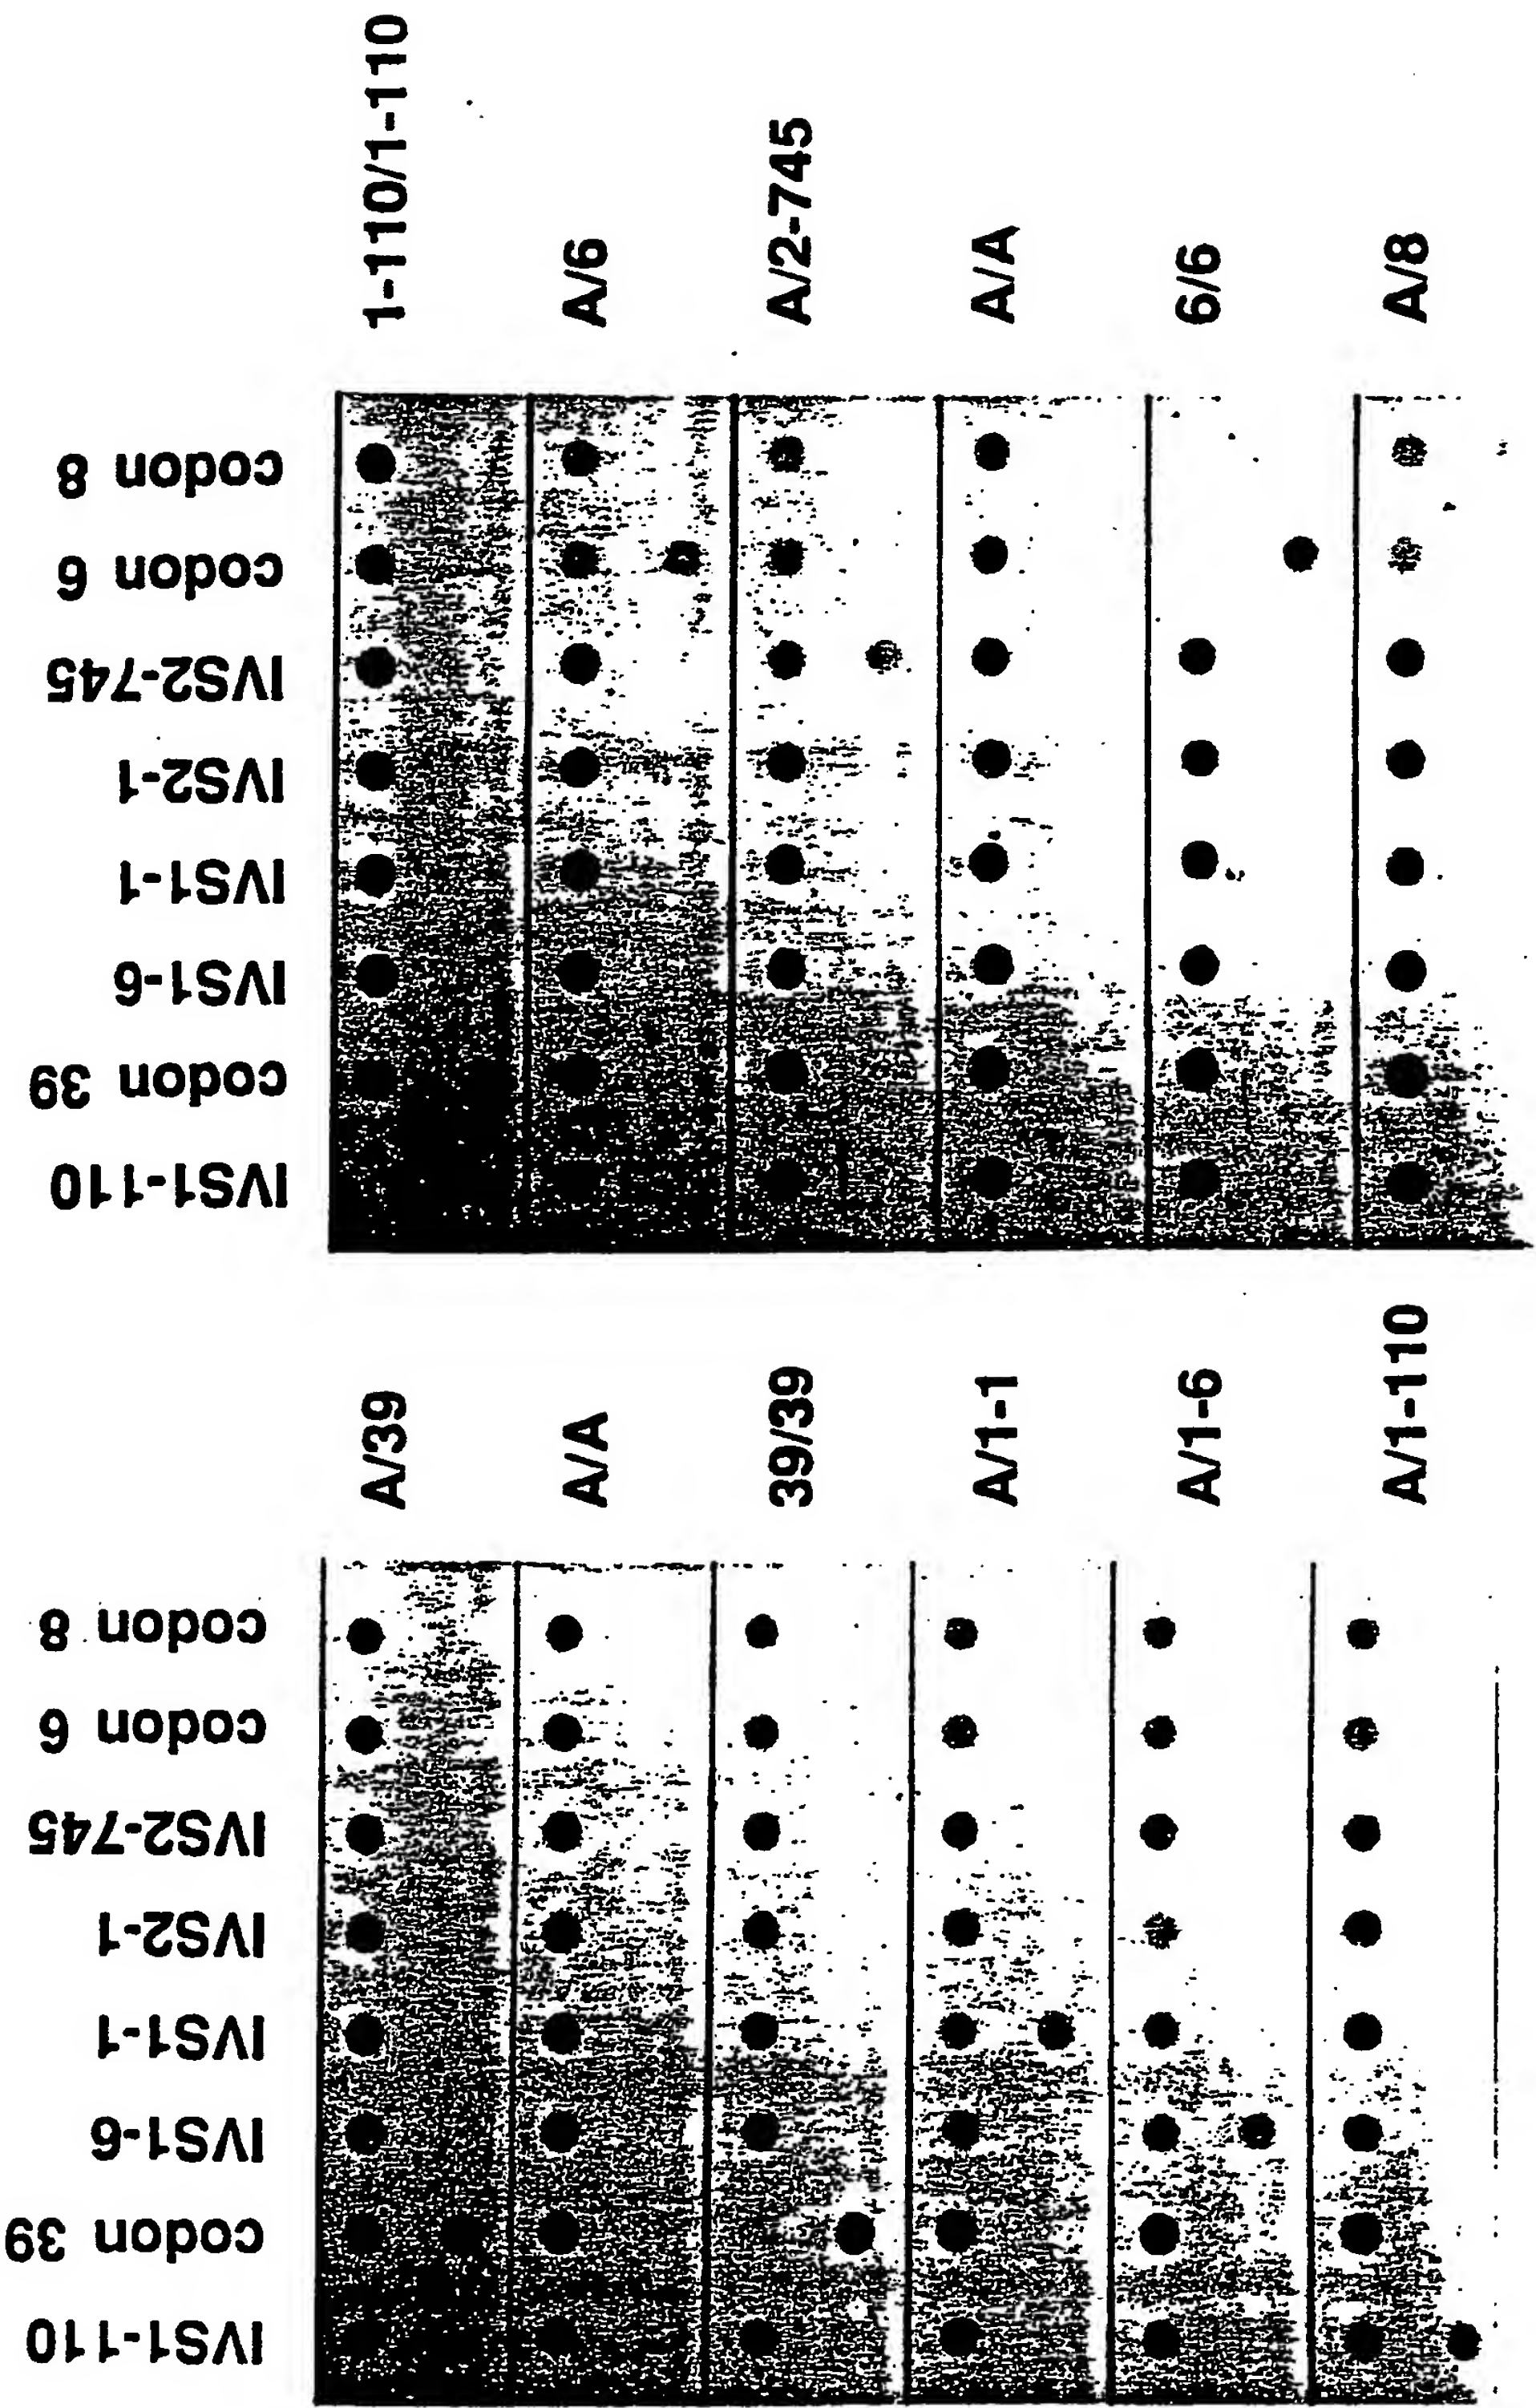 codon 8
codon 6
IVS2-745
IVS2-1
IVS1-1
IVS1-6
codon 39
IVS1-110
1-110/1-110
A/6
A/2-745
A/A
6/6
A/8
codon 8
codon 6
IVS2-745
IVS2-1
IVS1-1
IVS1-6
codon 39
IVS1-110
A/39
A/A
39/39
A/1-1
A/1-6
A/1-110